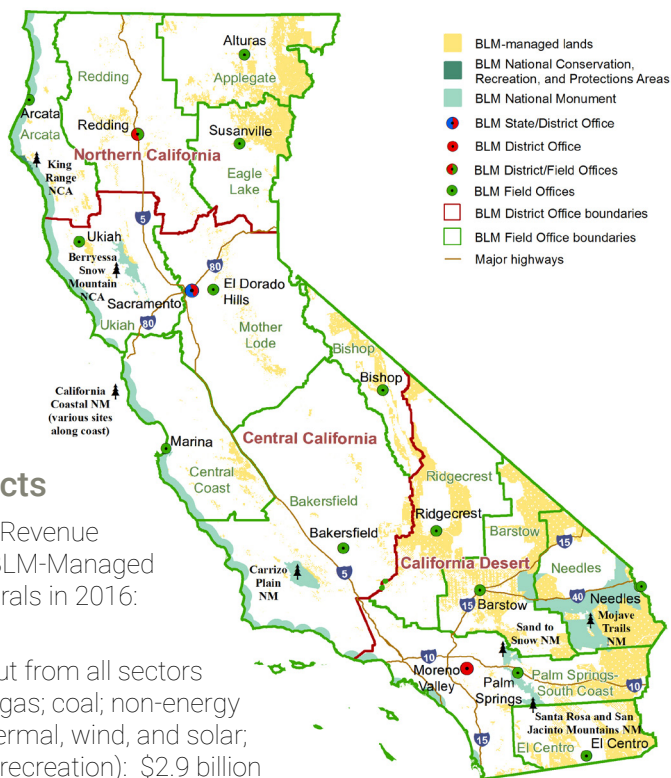 Alturas
Redding
Applegate
Arcata
Arcata
Redding
Susanville
Northern California
King
Range
NCA
Eagle
Lake
5
Ukiah
Berryessa
Snow
Mountain
NCA
80
Sacramento
El Dorado
Hills
Ukiah
80
Mother
Lode
Bishop
Bishop
California
Coastal NM
(various sites
along coast)
Marina
Central California
Central
Coast
Bakersfield
Ridgecrest
Ridgecrest
Barstow
Bakersfield
15
California Desert
Needles
Carrizo
Plain
NM
5
40
Needles
15
Barstow
Mojave
Trails
NM
Sand to
Snow NM
10
Moreno
Valley
Palm
Springs
Palm Springs-
South Coast
10
Santa Rosa and San
Jacinto Mountains NM
15
El Centro
El Centro
BLM-managed lands
BLM National Conservation,
Recreation, and Protections Areas
BLM National Monument
BLM State/District Office
BLM District Office
BLM District/Field Offices
BLM Field Offices
BLM District Office boundaries
BLM Field Office boundaries
Major highways
cts
Revenue
BLM-Managed
erals in 2016:
ut from all sectors
gas; coal; non-energy
ermal, wind, and solar;
recreation): $2.9 billion